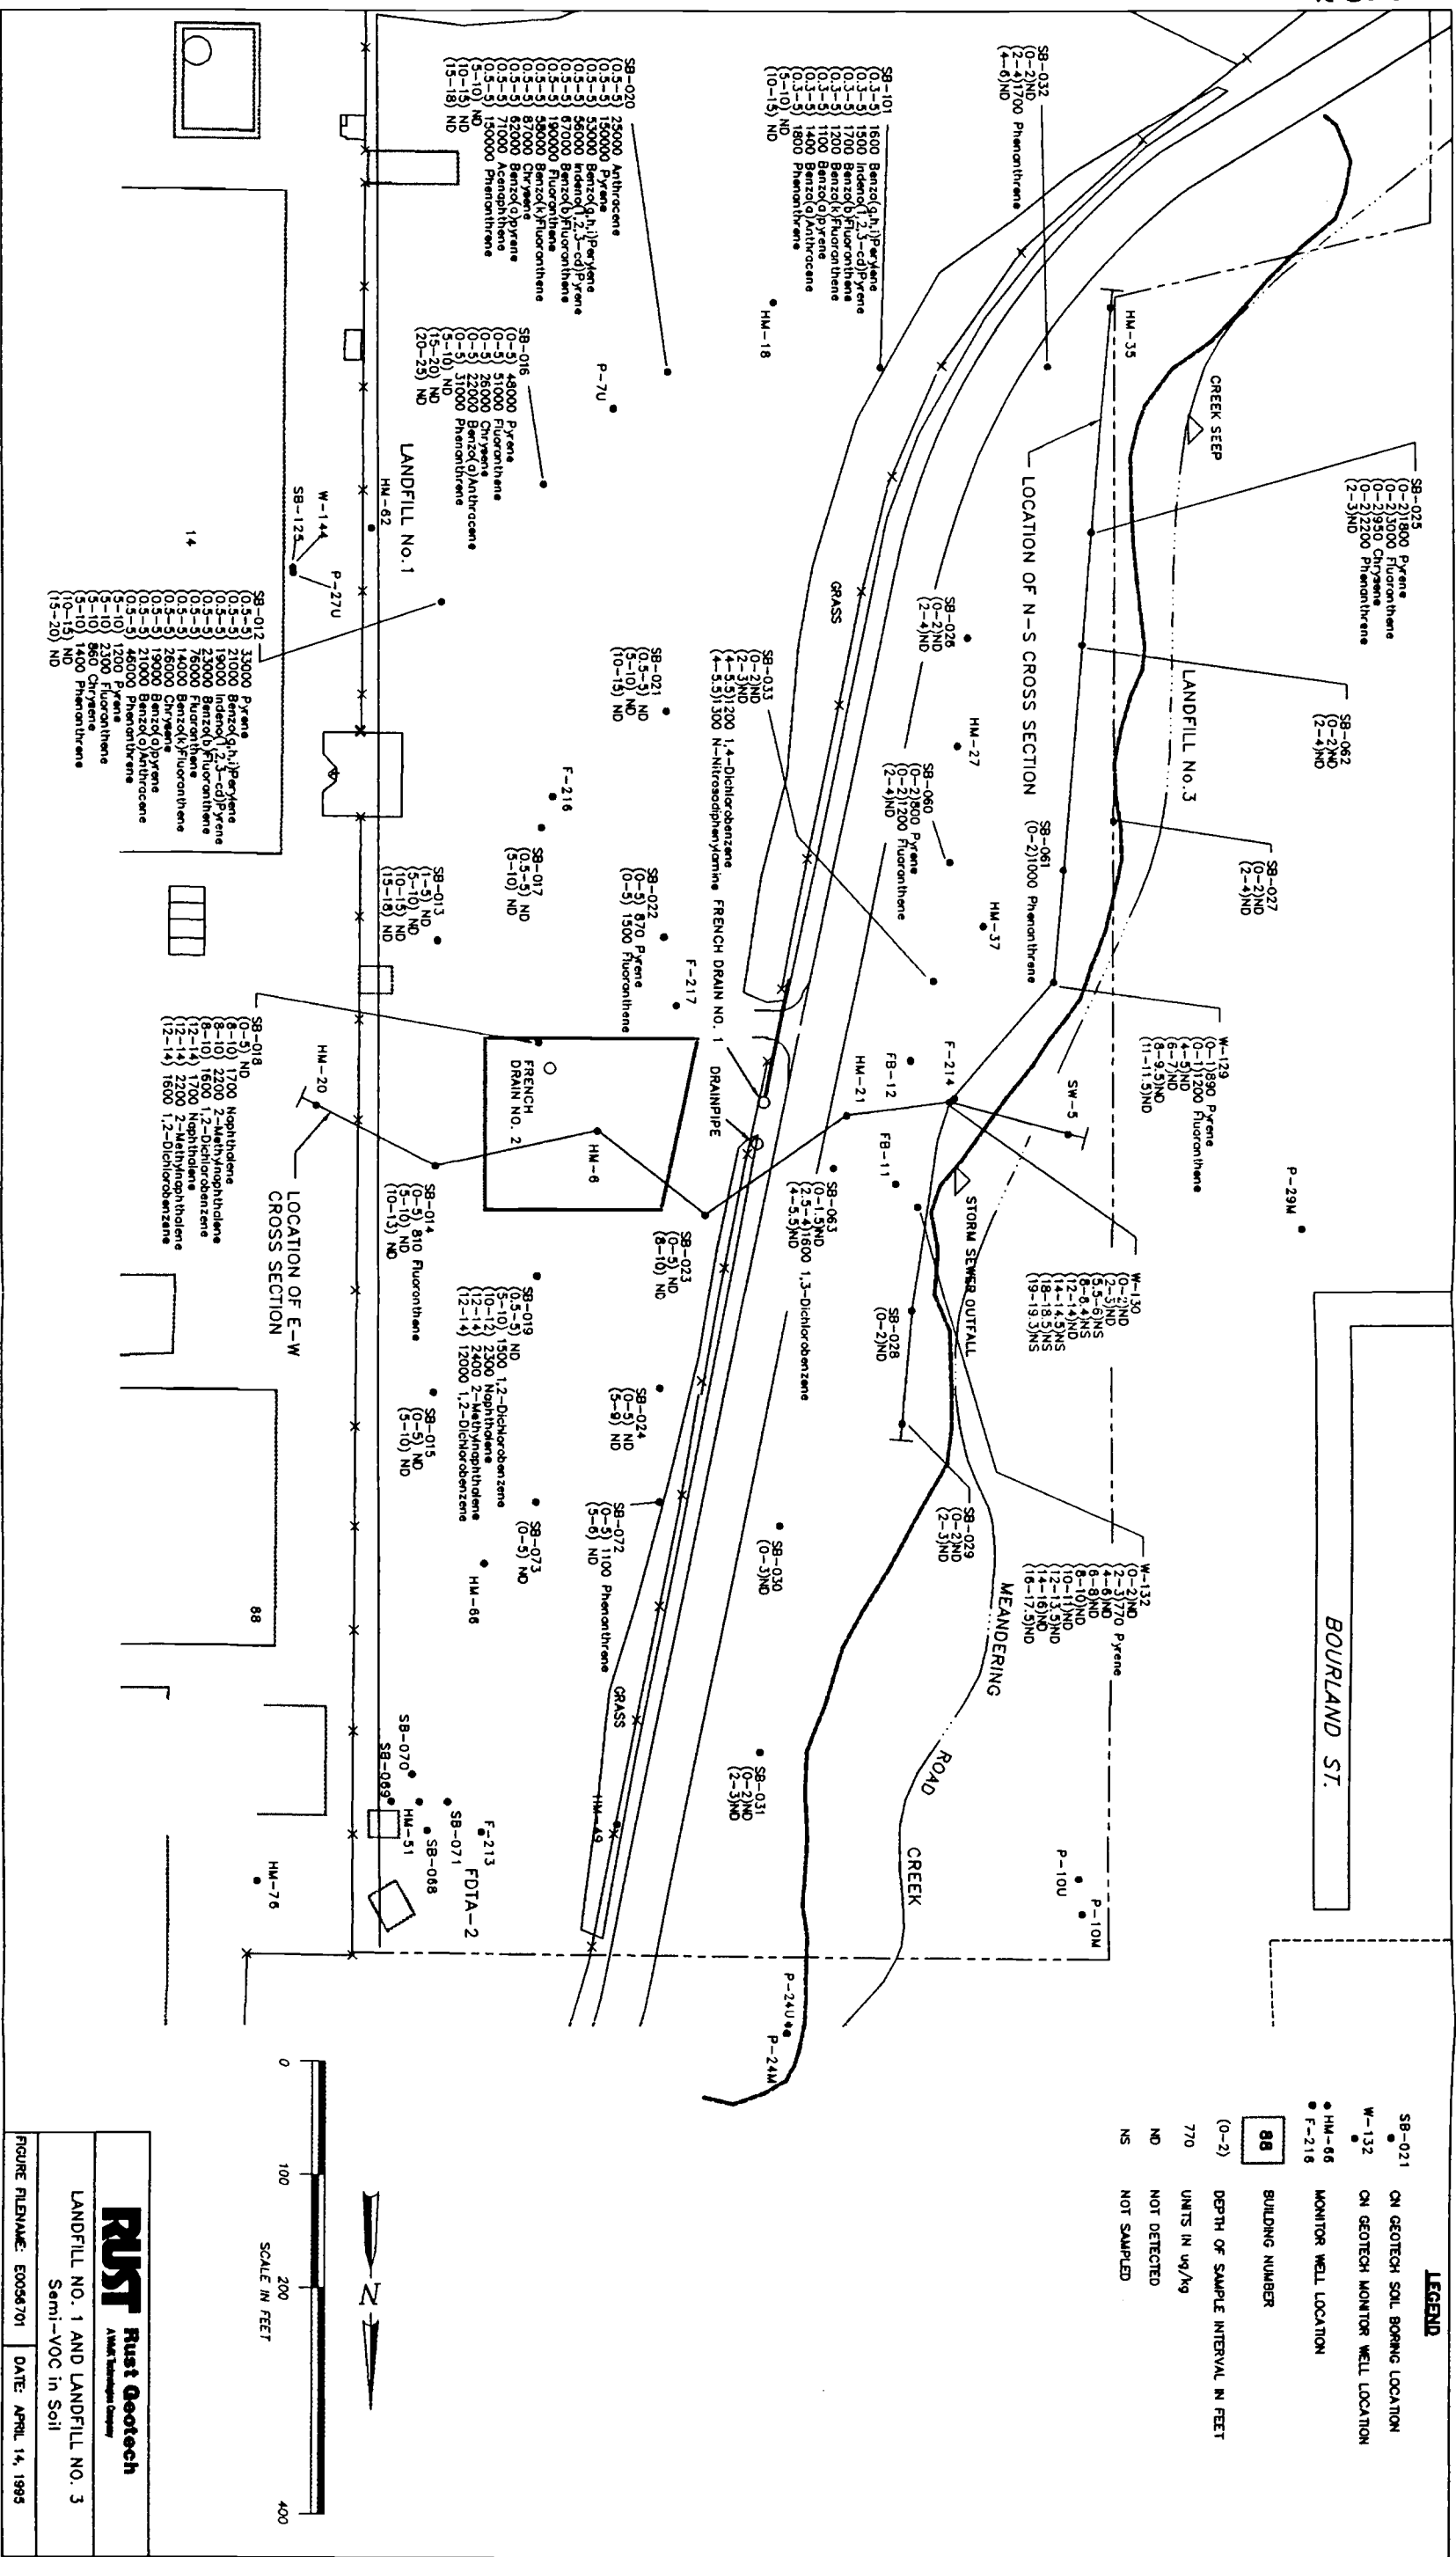 SB-032
(0-2)ND
(2-4)1700 Phenanthrene
(4-6)ND
SB-101
(0.3-5) 1600 Benzo(g,h,i)Perylene
(0.3-5) 1500 Indeno(1,2,3-cd)Pyrene
(0.3-5) 1700 Benzo(b)Fluoranthene
(0.3-5) 1200 Benzo(k)Fluoranthene
(0.3-5) 1100 Benzo(a)pyrene
(0.3-5) 1400 Benzo(a)Anthracene
(0.3-5) 1800 Phenanthrene
(5-10) ND
(10-15) ND
SB-020
(0.5-5) 25000 Anthracene
(0.5-5) 150000 Pyrene
(0.5-5) 53000 Benzo(g,h,i)Perylene
(0.5-5) 56000 Indeno(1,2,3-cd)Pyrene
(0.5-5) 67000 Benzo(b)Fluoranthene
(0.5-5) 190000 Fluoranthene
(0.5-5) 58000 Benzo(k)Fluoranthene
(0.5-5) 87000 Chrysene
(0.5-5) 62000 Benzo(a)pyrene
(0.5-5) 71000 Acenaphthene
(0.5-5) 150000 Phenanthrene
(5-10) ND
(10-15) ND
(15-18) ND
HM-35
CREEK SEEP
SB-025
(0-2)1800 Pyrene
(0-2)3000 Fluoranthene
(0-2)950 Chrysene
(0-2)2200 Phenanthrene
(2-3)ND
HM-18
P-7U
SB-016
(0-5) 48000 Pyrene
(0-5) 51000 Fluoranthene
(0-5) 26000 Chrysene
(0-5) 22000 Benzo(a)Anthracene
(0-5) 31000 Phenanthrene
(5-10) ND
(15-20) ND
(20-25) ND
LANDFILL No.1
HM-62
W-144
SB-125
P-27U
14
LOCATION OF N-S CROSS SECTION
GRASS
LANDFILL No.3
SB-062
(0-2)ND
(2-4)ND
SB-026
(0-2)ND
(2-4)ND
HM-27
SB-012
(0.5-5) 33000 Pyrene
(0.5-5) 21000 Benzo(g,h,i)Perylene
(0.5-5) 19000 Indeno(1,2,3-cd)Pyrene
(0.5-5) 23000 Benzo(b)Fluoranthene
(0.5-5) 76000 Fluoranthene
(0.5-5) 14000 Benzo(k)Fluoranthene
(0.5-5) 26000 Chrysene
(0.5-5) 19000 Benzo(a)pyrene
(0.5-5) 21000 Benzo(a)Anthracene
(0.5-5) 46000 Phenanthrene
(5-10) 1200 Pyrene
(5-10) 2300 Fluoranthene
(5-10) 860 Chrysene
(5-10) 1400 Phenanthrene
(10-15) ND
(15-20) ND
SB-021
(0.5-5) ND
(5-10) ND
(10-15) ND
SB-033
(0-2)ND
(2-3)ND
(4-5.5)1200 1,4-Dichlorobenzene
(4-5.5)1300 N-Nitrosodiphenylamine
F-216
SB-017
(0.5-5) ND
(5-10) ND
SB-060
(0-2)800 Pyrene
(0-2)1200 Fluoranthene
(2-4)ND
SB-061
(0-2)1000 Phenanthrene
SB-027
(0-2)ND
(2-4)ND
HM-37
SB-013
(1-5) ND
(5-10) ND
(10-15) ND
(15-18) ND
SB-022
(0-5) 870 Pyrene
(0-5) 1500 Fluoranthene
F-217
FRENCH DRAIN NO. 1
DRAINPIPE
FRENCH
DRAIN NO. 2
HM-6
SB-018
(0-5) ND
(8-10) 1700 Naphthalene
(8-10) 2200 2-Methylnaphthalene
(8-10) 1600 1,2-Dichlorobenzene
(12-14) 1700 Naphthalene
(12-14) 2200 2-Methylnaphthalene
(12-14) 1600 1,2-Dichlorobenzene
HM-20
LOCATION OF E-W
CROSS SECTION
W-129
(0-1)890 Pyrene
(0-1)1200 Fluoranthene
(4-5)ND
(6-7)ND
(8-9.5)ND
(11-11.5)ND
F-214
FB-12
HM-21
FB-11
SW-5
P-29M
STORM SEWER OUTFALL
SB-063
(0-1.5)ND
(2.5-4)1600 1,3-Dichlorobenzene
(4-5.5)ND
SB-014
(0-5) 810 Fluoranthene
(5-10) ND
(10-13) ND
SB-023
(0-5) ND
(8-10) ND
W-130
(0-2)ND
(2-3)ND
(5.5-6)NS
(8-8.4)NS
(12-14)ND
(14-14.5)NS
(18-18.5)NS
(19-19.3)NS
SB-019
(0.5-5) ND
(5-10) 1500 1,2-Dichlorobenzene
(10-12) 2300 Naphthalene
(12-14) 2400 2-Methylnaphthalene
(12-14) 12000 1,2-Dichlorobenzene
SB-028
(0-2)ND
SB-015
(0-5) ND
(5-10) ND
SB-024
(0-5) ND
(5-9) ND
SB-029
(0-2)ND
(2-3)ND
W-132
(0-2)ND
(2-3)770 Pyrene
(4-6)ND
(6-8)ND
(8-10)ND
(10-11)ND
(12-13.5)ND
(14-16)ND
(16-17.5)ND
SB-072
(0-5) 1100 Phenanthrene
(5-6) ND
SB-073
(0-5) ND
HM-66
SB-030
(0-3)ND
MEANDERING
ROAD
CREEK
BOURLAND ST.
88
GRASS
SB-031
(0-2)ND
(2-3)ND
SB-070
SB-069
HM-51
SB-068
SB-071
F-213
FDTA-2
HM-49
HM-76
P-10U
P-10M
P-24U
P-24M
LEGEND
SB-021 CN GEOTECH SOIL BORING LOCATION
W-132 CN GEOTECH MONITOR WELL LOCATION
HM-66
F-216 MONITOR WELL LOCATION
88 BUILDING NUMBER
(0-2) DEPTH OF SAMPLE INTERVAL IN FEET
770 UNITS IN ug/kg
ND NOT DETECTED
NS NOT SAMPLED
N
0 100 200 400
SCALE IN FEET
RUST Rust Geotech
LANDFILL NO. 1 AND LANDFILL NO. 3
Semi-VOC in Soil
FIGURE FILENAME: E0056701 DATE: APRIL 14, 1995